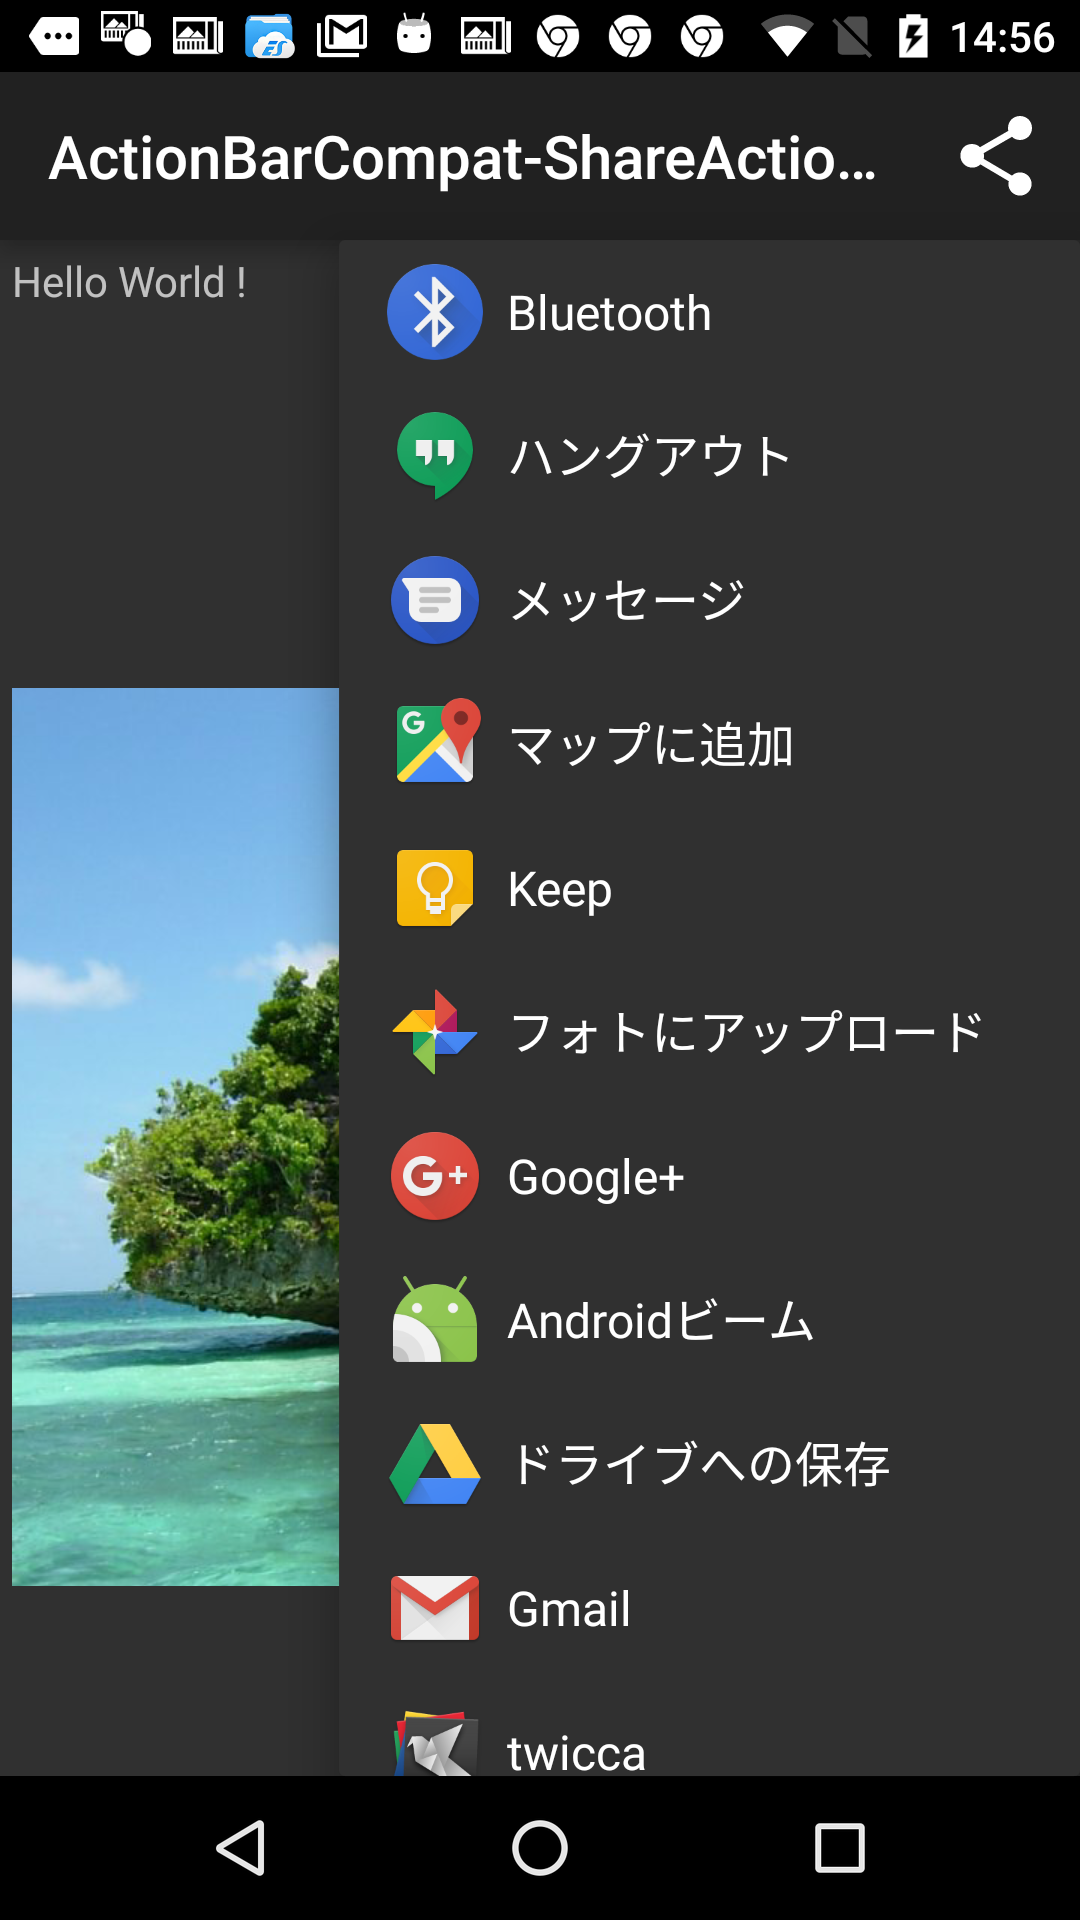 14:56
ActionBarCompat-ShareActio...
Hello World !
Bluetooth
ハングアウト
メッセージ
マップに追加
Keep
フォトにアップロード
Google+
Androidビーム
ドライブへの保存
Gmail
twicca